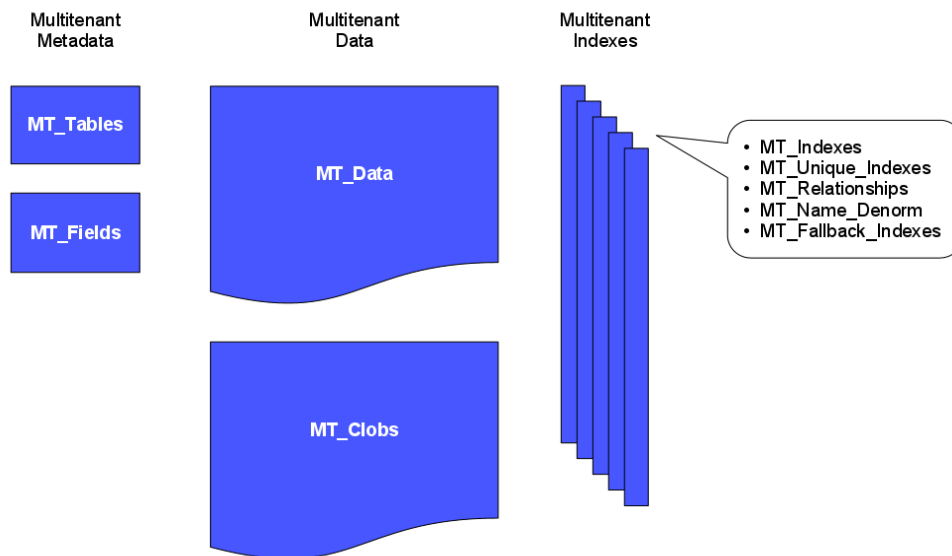 Multitenant
Metadata
Multitenant
Data
Multitenant
Indexes
MT_Tables
MT_Fields
MT_Data
MT_Clobs
• MT_Indexes
• MT_Unique_Indexes
• MT_Relationships
• MT_Name_Denorm
• MT_Fallback_Indexes